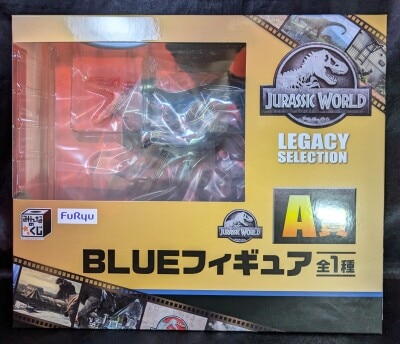 JURASSIC WORLD
LEGACY
SELECTION
みんなのくじ
FuRyu
JURASSIC WORLD
A賞
BLUEフィギュア 全1種